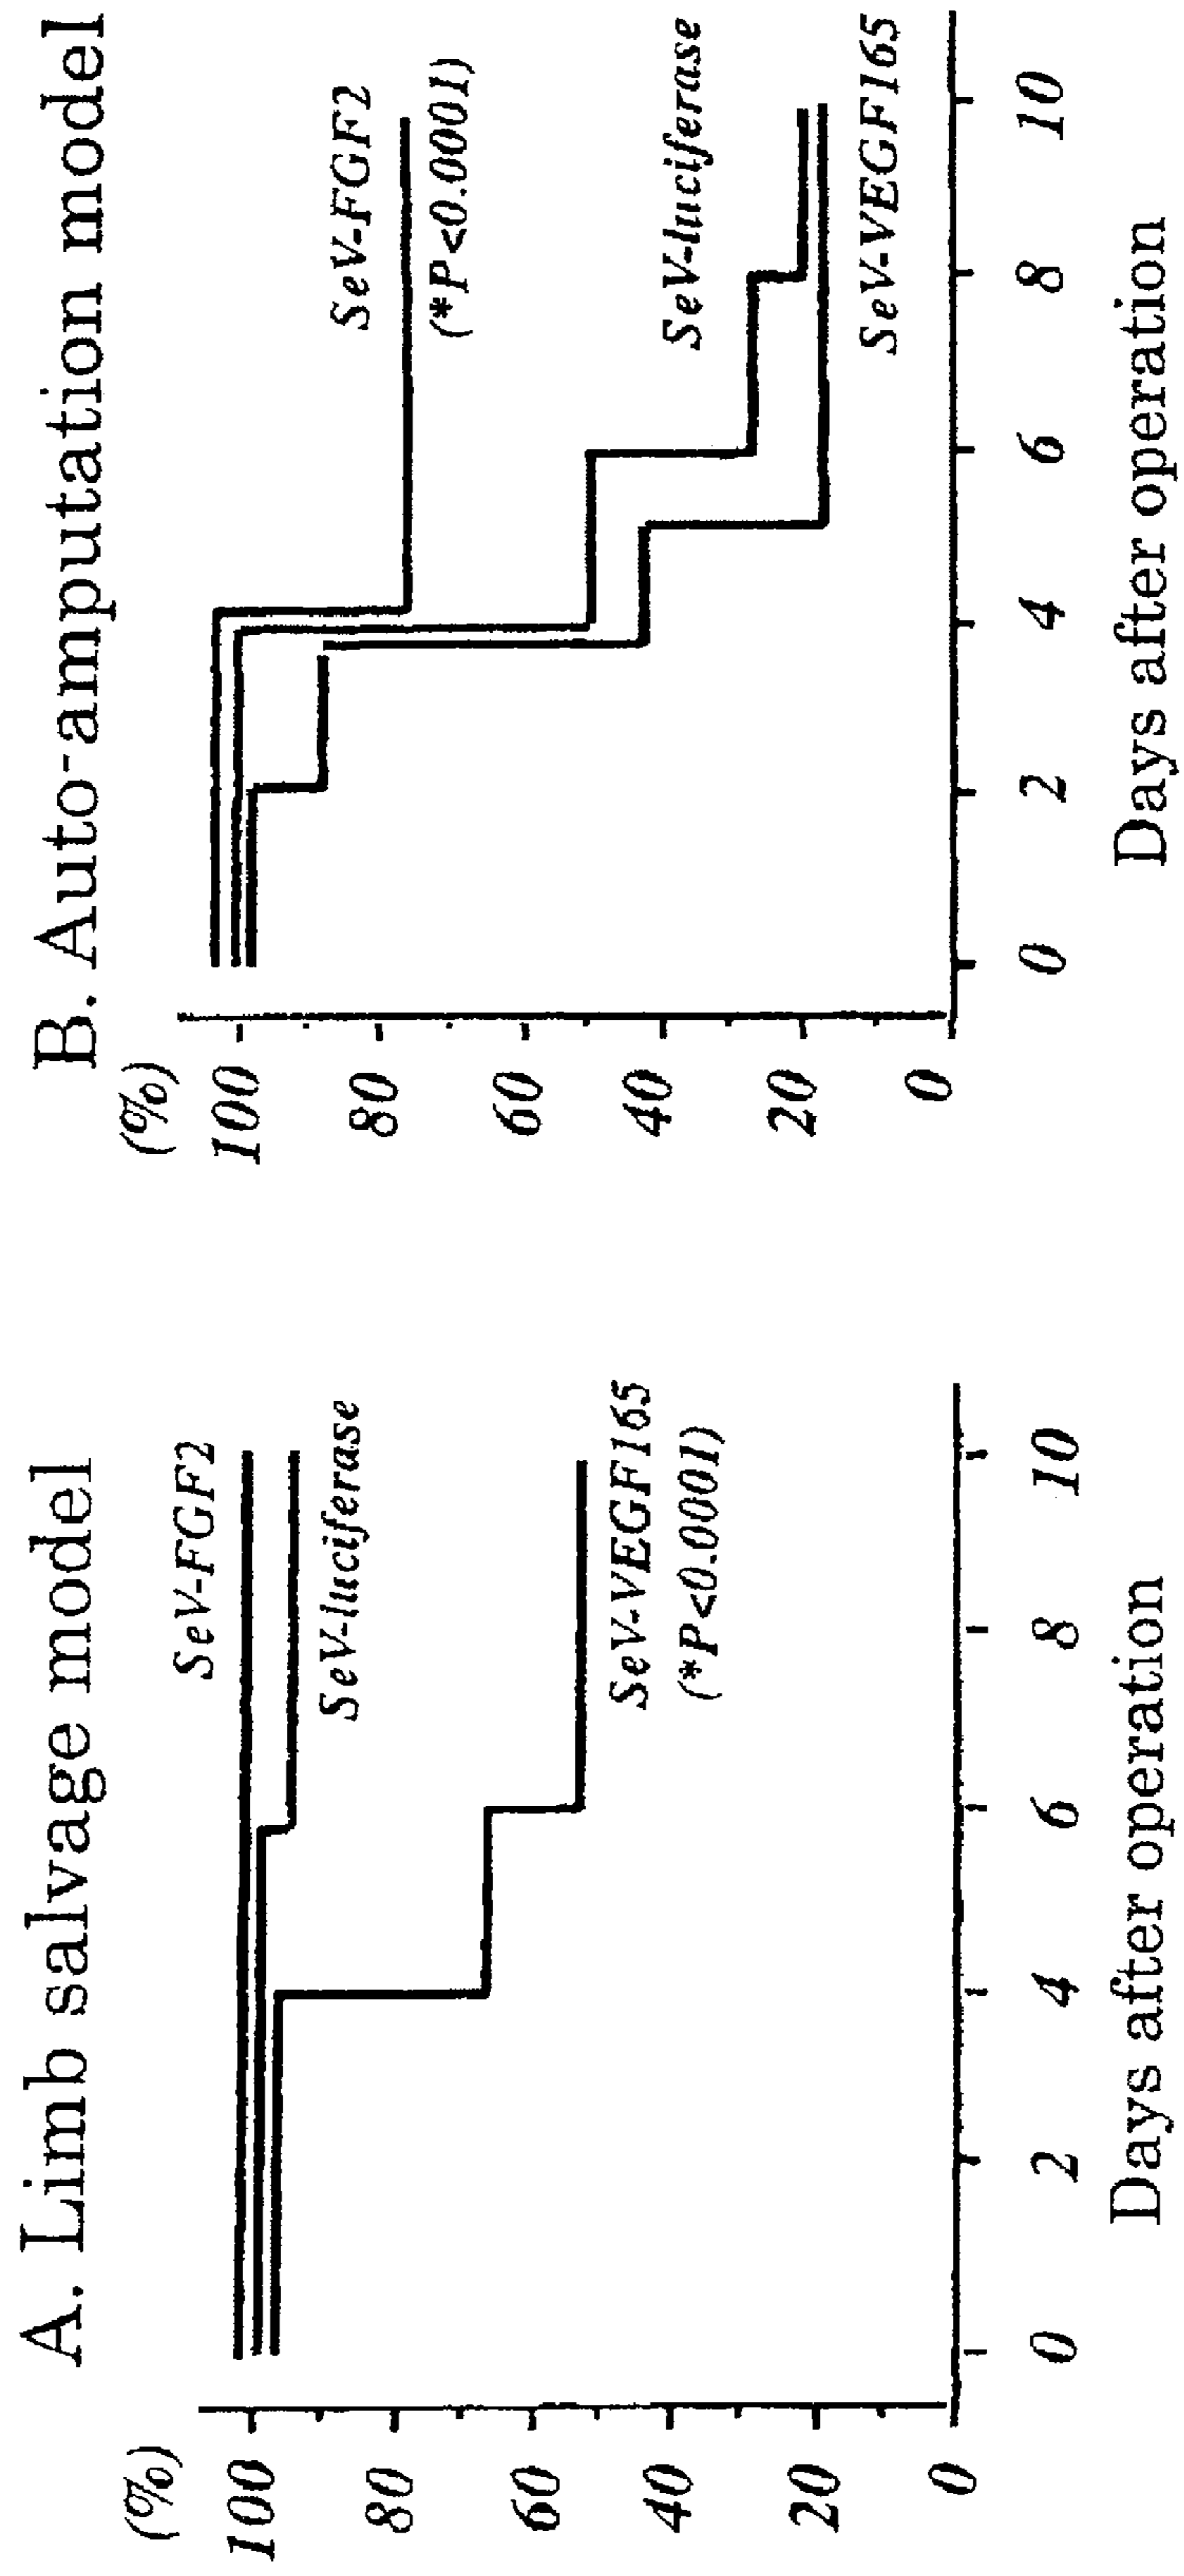 A. Limb salvage model
(%)
100
80
60
40
20
0
SeV-FGF2
SeV-luciferase
SeV-VEGF165
(*P<0.0001)
0 2 4 6 8 10
Days after operation
B. Auto-amputation model
(%)
100
80
60
40
20
0
SeV-FGF2
(*P<0.0001)
SeV-luciferase
SeV-VEGF165
0 2 4 6 8 10
Days after operation